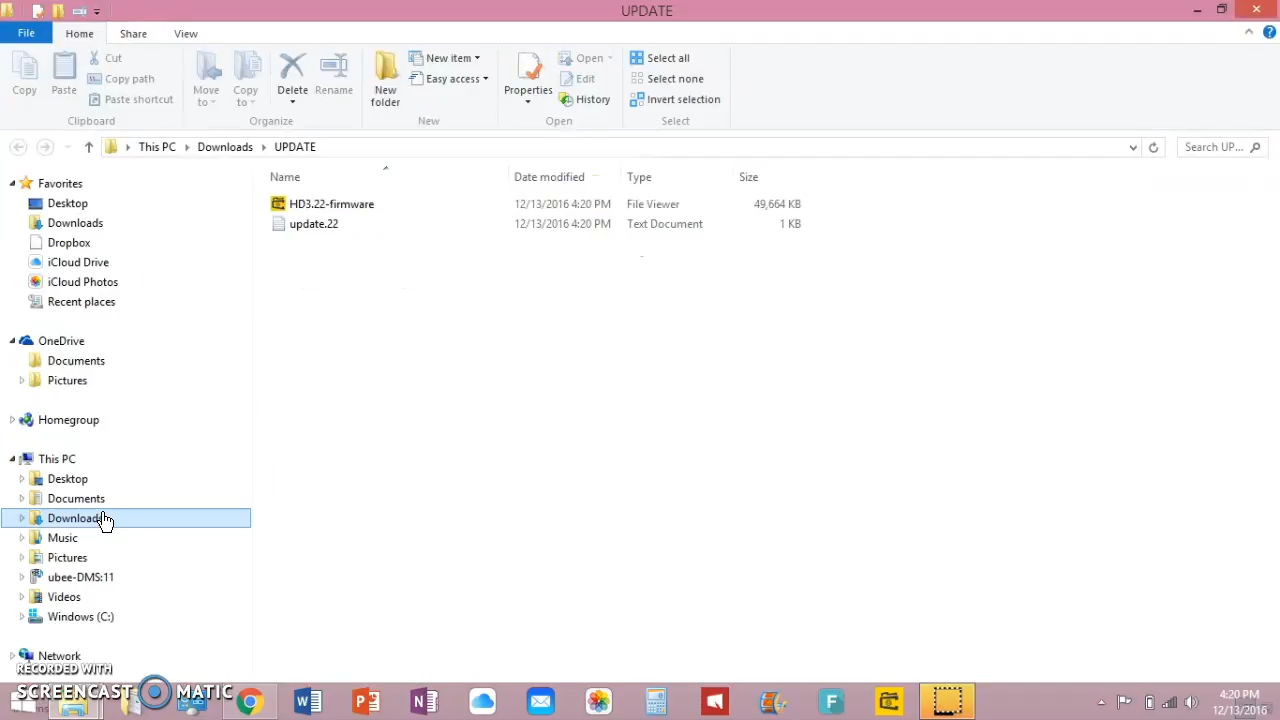 UPDATE
File Home Share View
Copy Paste Cut Copy path Paste shortcut Clipboard
Move to Copy to Delete Rename Organize
New folder New item Easy access New
Properties Open Edit History Open
Select all Select none Invert selection Select
This PC Downloads UPDATE Search UP...
Name Date modified Type Size
HD3.22-firmware 12/13/2016 4:20 PM File Viewer 49,664 KB
update.22 12/13/2016 4:20 PM Text Document 1 KB
Favorites
Desktop
Downloads
Dropbox
iCloud Drive
iCloud Photos
Recent places
OneDrive
Documents
Pictures
Homegroup
This PC
Desktop
Documents
Download
Music
Pictures
ubee-DMS:11
Videos
Windows (C:)
Network
RECORDED WITH
SCREENCAST MATIC
4:20 PM
12/13/2016